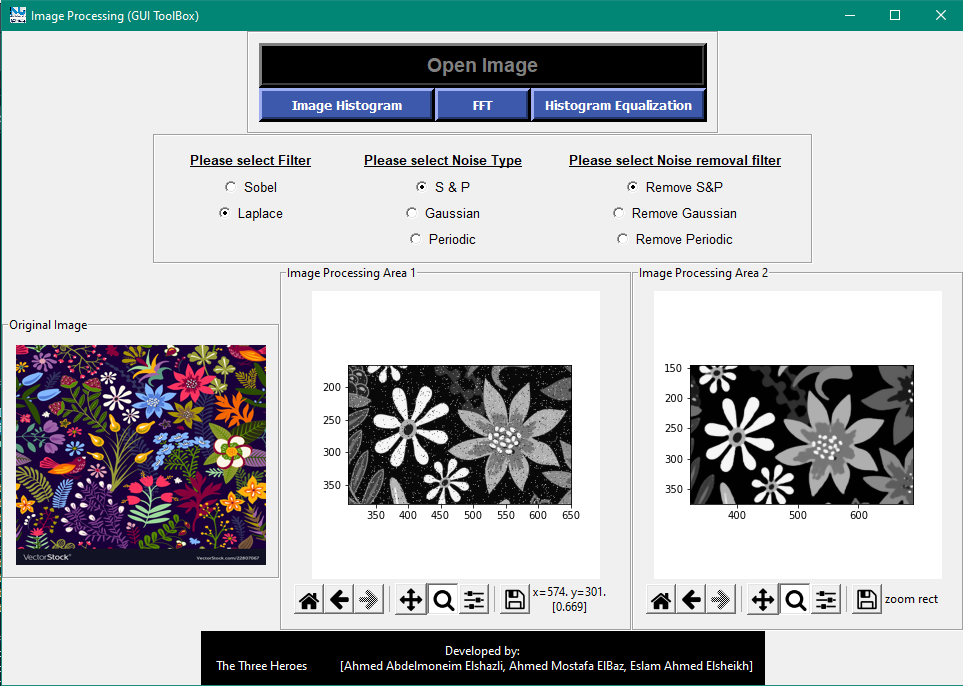 Image Processing (GUI ToolBox)
Open Image
Image Histogram FFT Histogram Equalization
Please select Filter Please select Noise Type Please select Noise removal filter
Sobel S & P Remove S&P
Laplace Gaussian Remove Gaussian
Periodic Remove Periodic
Original Image
VectorStock®
VectorStock.com/22807067
Image Processing Area 1
200
250
300
350
350 400 450 500 550 600 650
x=574. y=301.
[0.669]
Image Processing Area 2
150
200
250
300
350
400 500 600
zoom rect
Developed by:
The Three Heroes [Ahmed Abdelmoneim Elshazli, Ahmed Mostafa ElBaz, Eslam Ahmed Elsheikh]